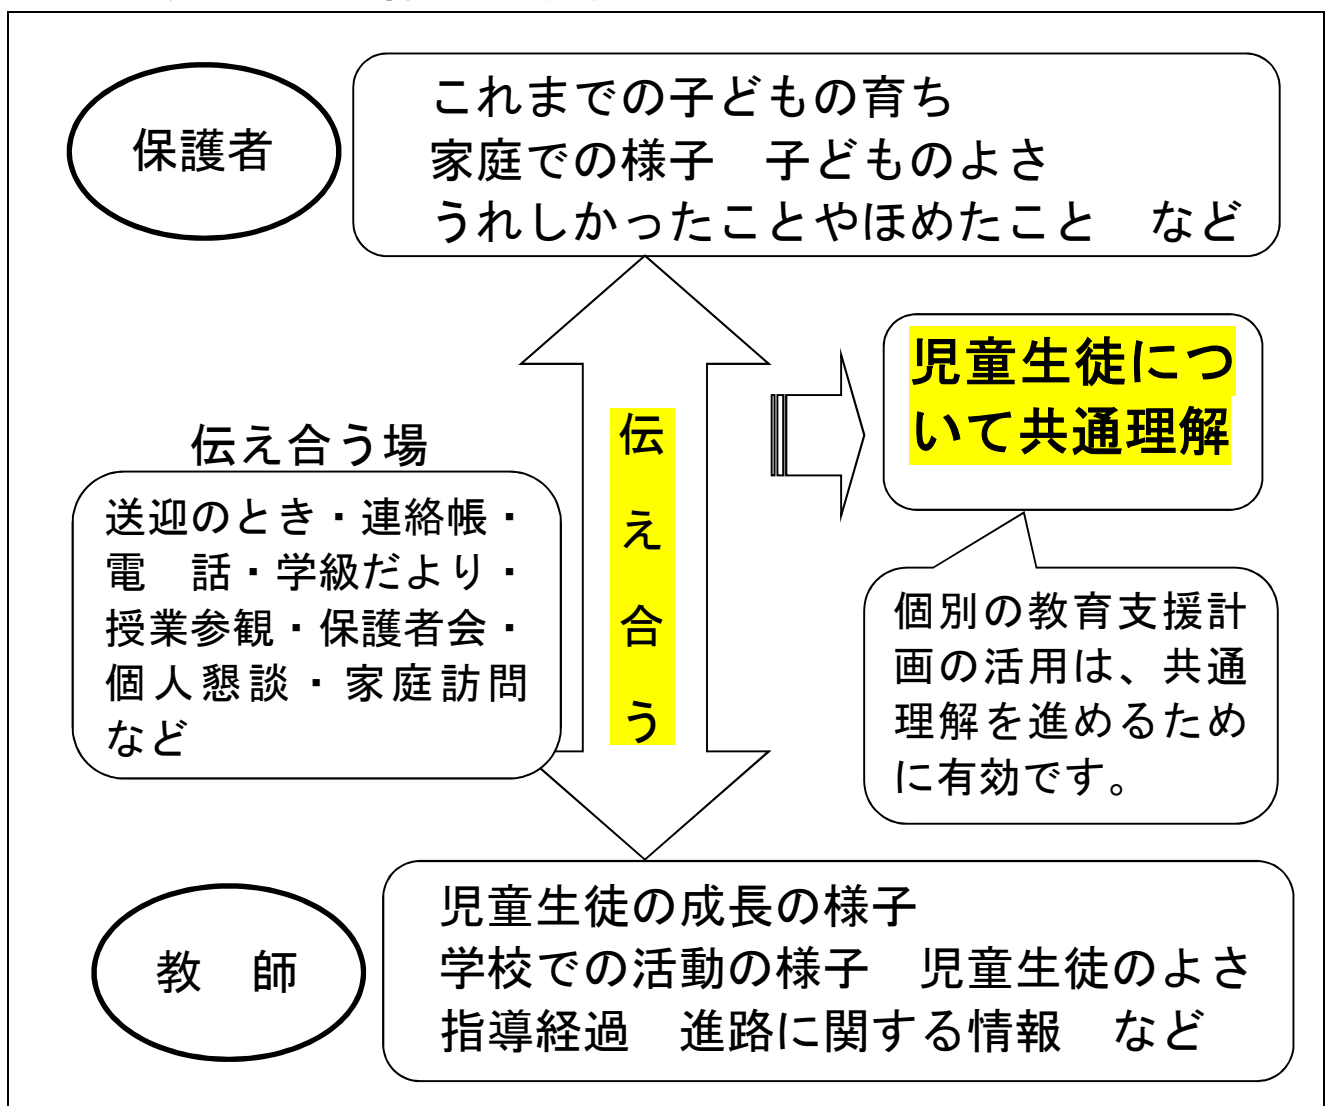 保護者
これまでの子どもの育ち
家庭での様子　子どものよさ
うれしかったことやほめたこと　など
伝え合う
児童生徒につ
いて共通理解
伝え合う場
送迎のとき・連絡帳・
電　話・学級だより・
授業参観・保護者会・
個人懇談・家庭訪問
など
個別の教育支援計
画の活用は、共通
理解を進めるため
に有効です。
教　師
児童生徒の成長の様子
学校での活動の様子　児童生徒のよさ
指導経過　進路に関する情報　など